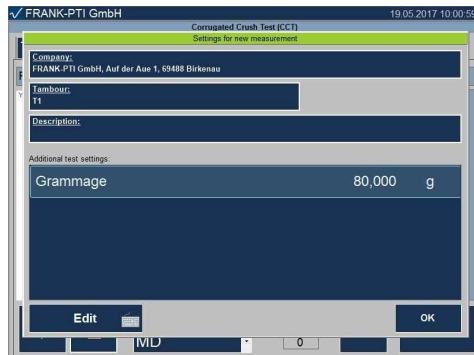 FRANK-PTI GmbH 19.05.2017 10:00:59
Corrugated Crush Test (CCT)
Settings for new measurement
Company:
FRANK-PTI GmbH, Auf der Aue 1, 69488 Birkenau
Tambour:
T1
Description:
Additional test settings:
Grammage 80,000 g
Edit OK
MD 0